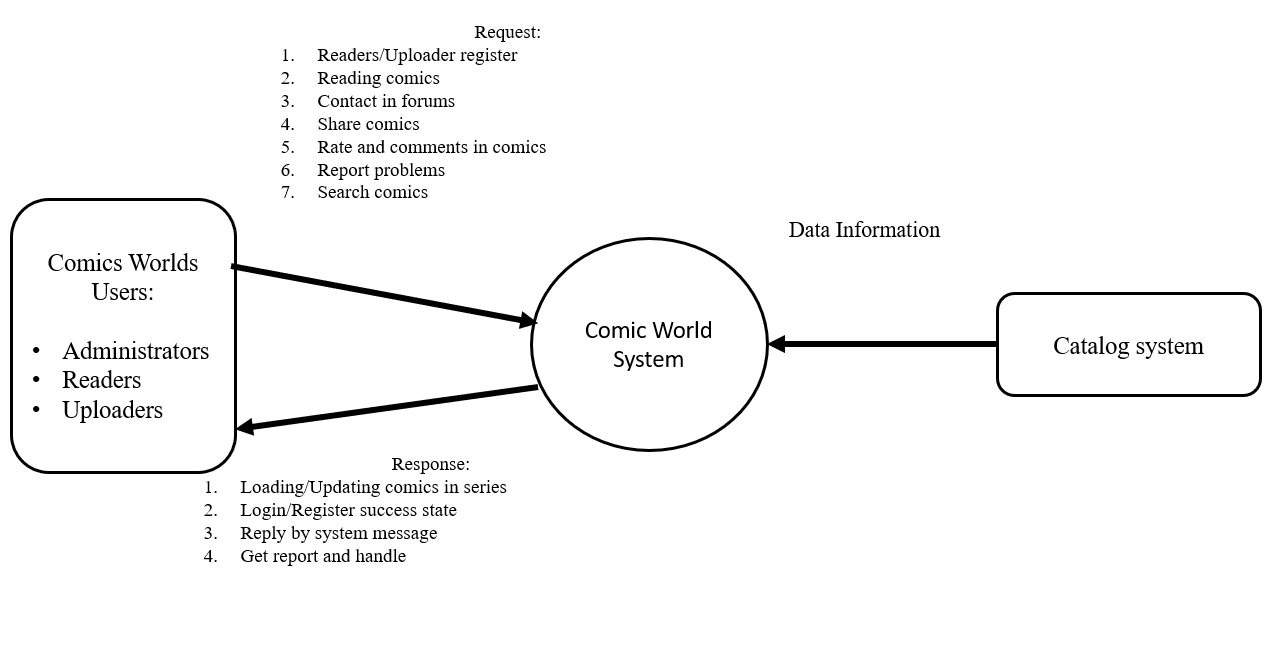 Request:
1. Readers/Uploader register
2. Reading comics
3. Contact in forums
4. Share comics
5. Rate and comments in comics
6. Report problems
7. Search comics
Comics Worlds
Users:
• Administrators
• Readers
• Uploaders
Comic World
System
Data Information
Catalog system
Response:
1. Loading/Updating comics in series
2. Login/Register success state
3. Reply by system message
4. Get report and handle